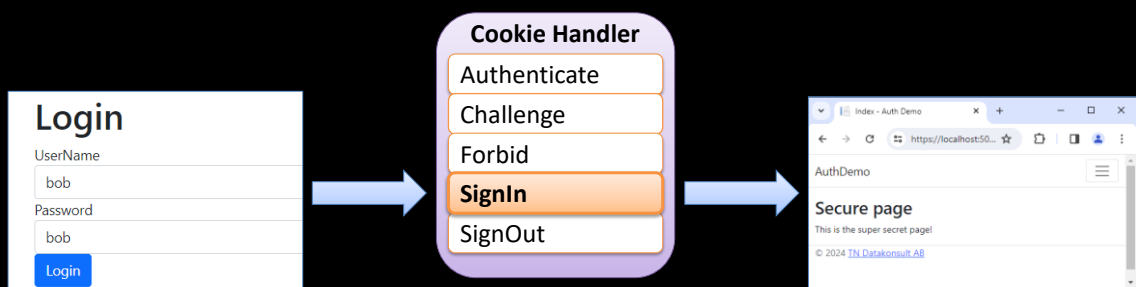 Login
UserName
bob
Password
bob
Login
Cookie Handler
Authenticate
Challenge
Forbid
SignIn
SignOut
Index - Auth Demo
https://localhost:50...
AuthDemo
Secure page
This is the super secret page!
© 2024 TN Datakonsult AB